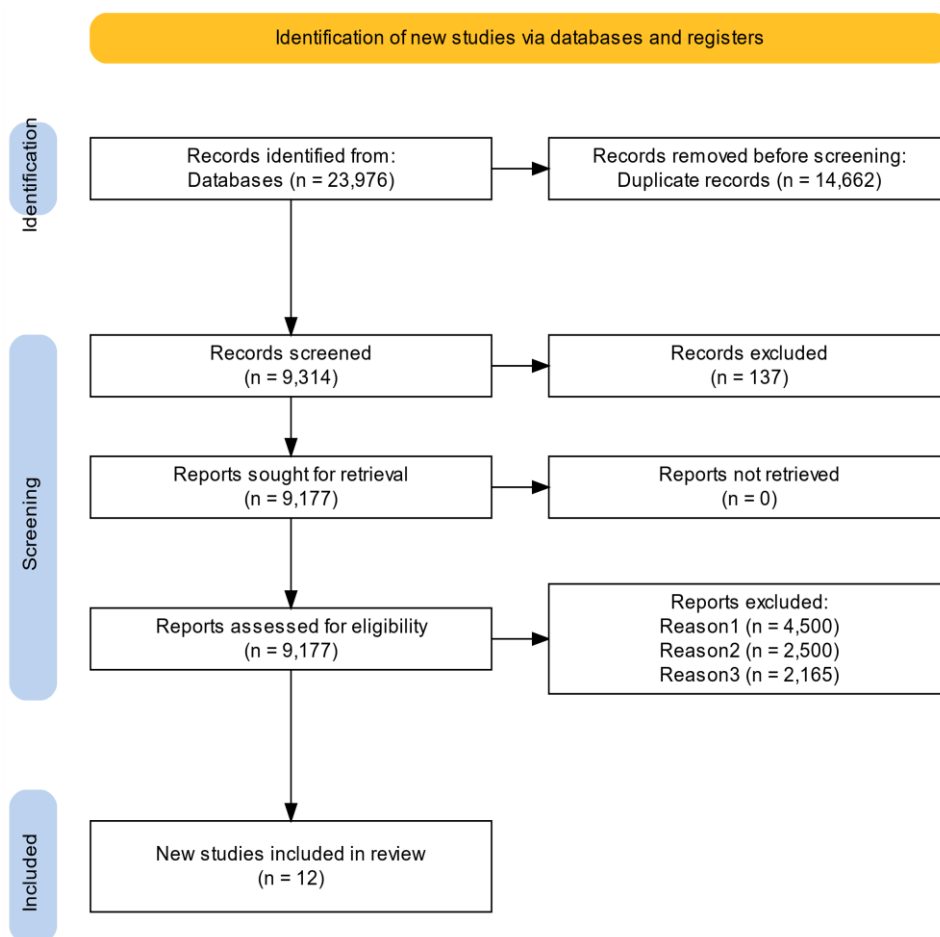 Identification of new studies via databases and registers
Identification
Records identified from:
Databases (n = 23,976)
Records removed before screening:
Duplicate records (n = 14,662)
Screening
Records screened
(n = 9,314)
Records excluded
(n = 137)
Reports sought for retrieval
(n = 9,177)
Reports not retrieved
(n = 0)
Reports assessed for eligibility
(n = 9,177)
Reports excluded:
Reason1 (n = 4,500)
Reason2 (n = 2,500)
Reason3 (n = 2,165)
Included
New studies included in review
(n = 12)